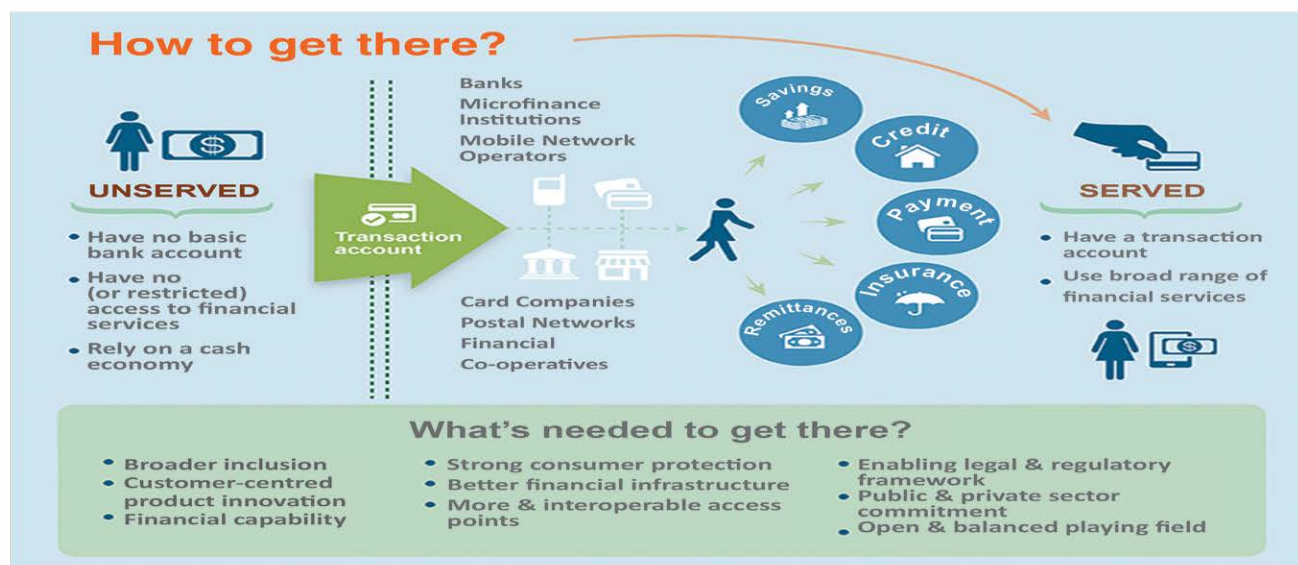 How to get there?
UNSERVED
Have no basic
bank account
Have no
(or restricted)
access to financial
services
Rely on a cash
economy
Transaction
account
Banks
Microfinance
Institutions
Mobile Network
Operators
Card Companies
Postal Networks
Financial
Co-operatives
Savings
Credit
Payment
Insurance
Remittances
SERVED
Have a transaction
account
Use broad range of
financial services
What's needed to get there?
Broader inclusion
Customer-centred
product innovation
Financial capability
Strong consumer protection
Better financial infrastructure
More & interoperable access
points
Enabling legal & regulatory
framework
Public & private sector
commitment
Open & balanced playing field